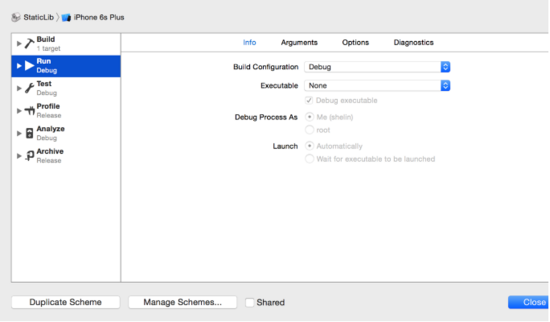 StaticLib iPhone 6s Plus
Build
1 target
Run
Debug
Test
Debug
Profile
Release
Analyze
Debug
Archive
Release
Info Arguments Options Diagnostics
Build Configuration Debug
Executable None
Debug executable
Debug Process As Me (shelin)
root
Launch Automatically
Wait for executable to be launched
Duplicate Scheme Manage Schemes... Shared Close